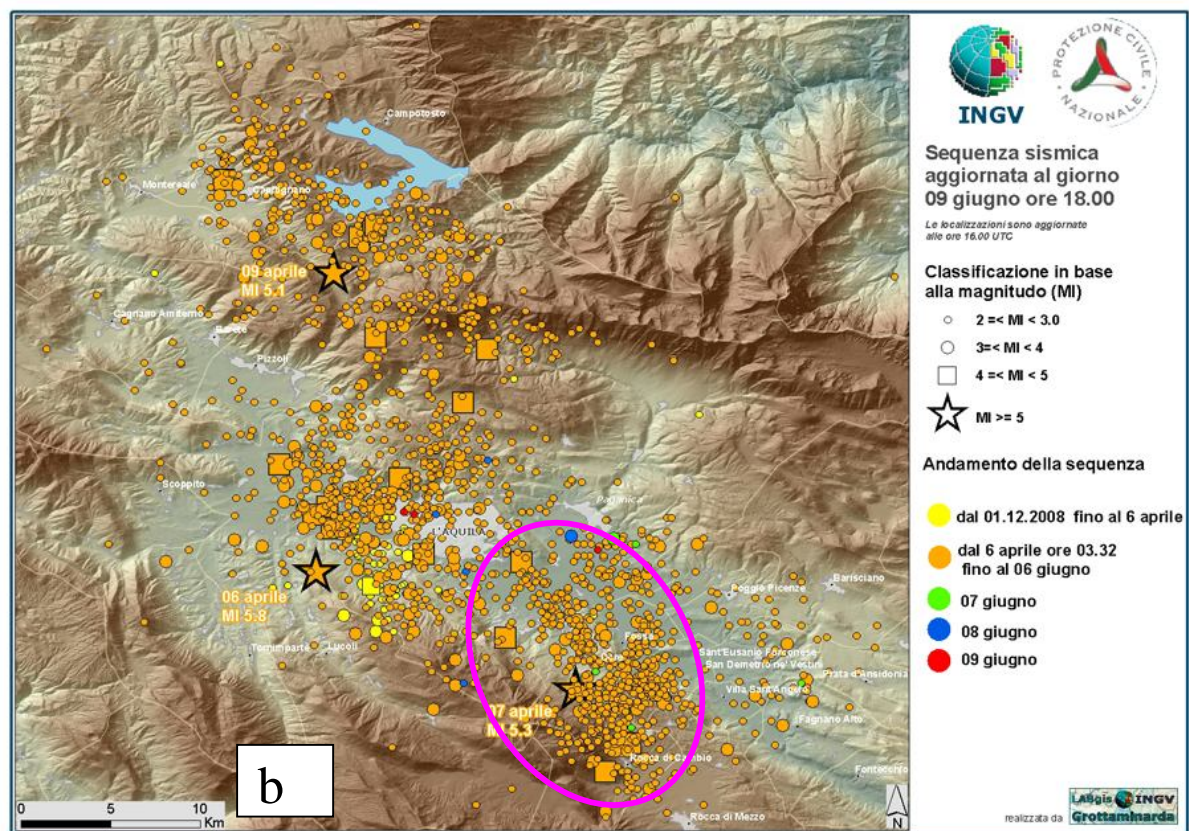 Campotosto
Montereale
Capitignano
09 aprile
Ml 5.1
Cagnano Amiterno
Barete
Pizzoli
Scoppito
L'AQUILA
Paganica
06 aprile
Ml 5.8
Tornimparte
Lucoli
Poggio Picenze
Barisciano
Fossa
Sant'Eusanio Forconese
San Demetrio ne' Vestini
Prata d'Ansidonia
Villa Sant'Angelo
Fagnano Alto
07 aprile
Ml 5.3
Rocca di Cambio
Fontecchio
Rocca di Mezzo
b
0 5 10
Km
N
INGV
PROTEZIONE CIVILE
NAZIONALE
Sequenza sismica
aggiornata al giorno
09 giugno ore 18.00
Le localizzazioni sono aggiornate
alle ore 16.00 UTC
Classificazione in base
alla magnitudo (Ml)
2 =< Ml < 3.0
3=< Ml < 4
4 =< Ml < 5
Ml >= 5
Andamento della sequenza
dal 01.12.2008 fino al 6 aprile
dal 6 aprile ore 03.32
fino al 06 giugno
07 giugno
08 giugno
09 giugno
realizzata da
LABgis INGV
Grottaminarda